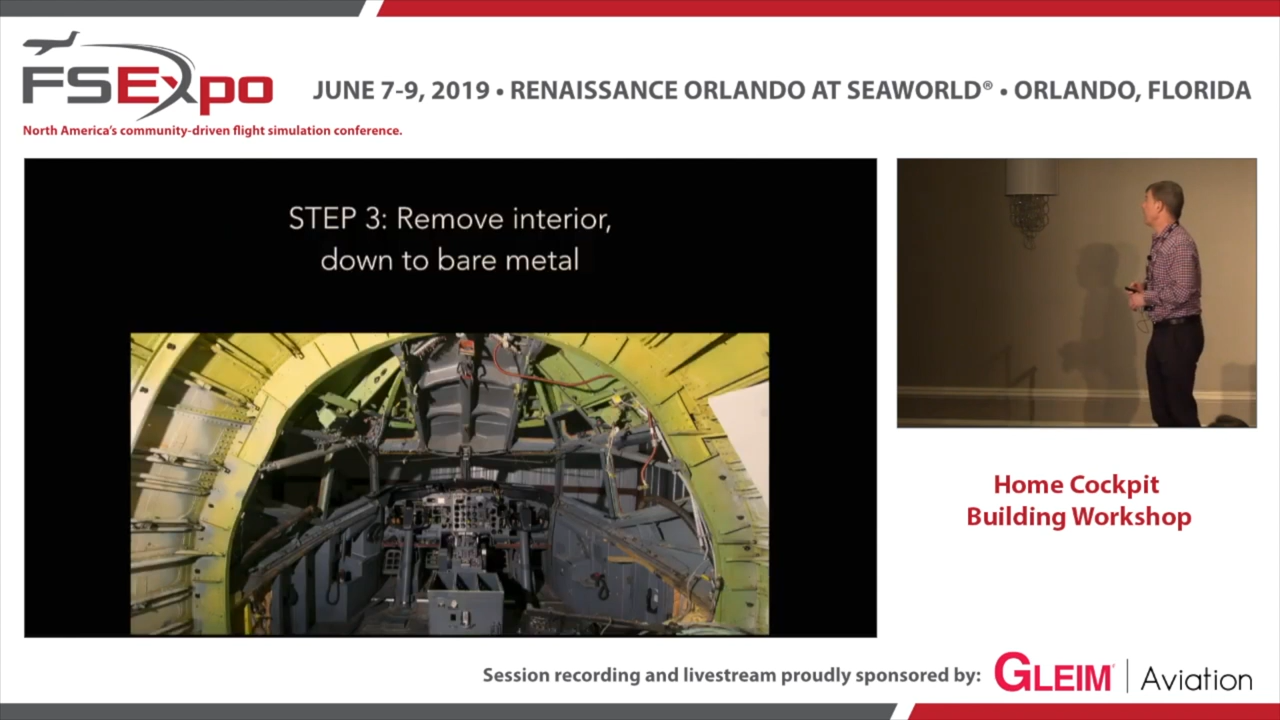 FSExpo
JUNE 7-9, 2019 • RENAISSANCE ORLANDO AT SEAWORLD® • ORLANDO, FLORIDA
North America's community-driven flight simulation conference.
STEP 3: Remove interior,
down to bare metal
Home Cockpit
Building Workshop
Session recording and livestream proudly sponsored by:
GLEIM® | Aviation